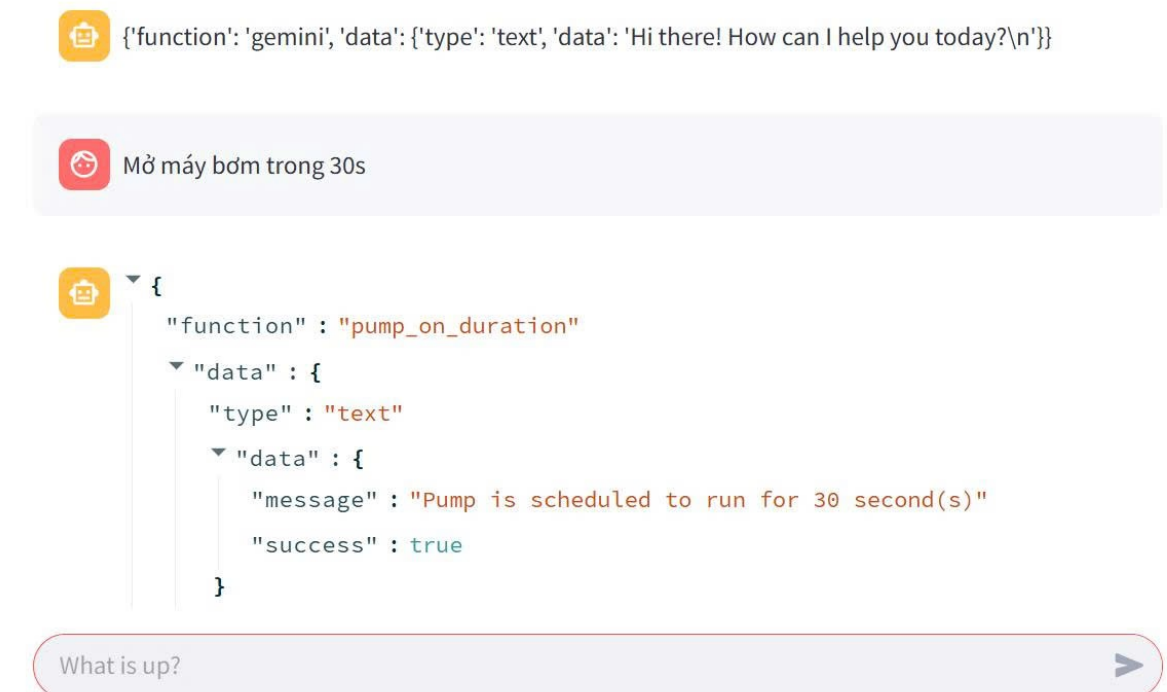 {'function': 'gemini', 'data': {'type': 'text', 'data': 'Hi there! How can I help you today?\n'}}
Mở máy bơm trong 30s
{
"function" : "pump_on_duration"
"data" : {
"type" : "text"
"data" : {
"message" : "Pump is scheduled to run for 30 second(s)"
"success" : true
}
What is up?